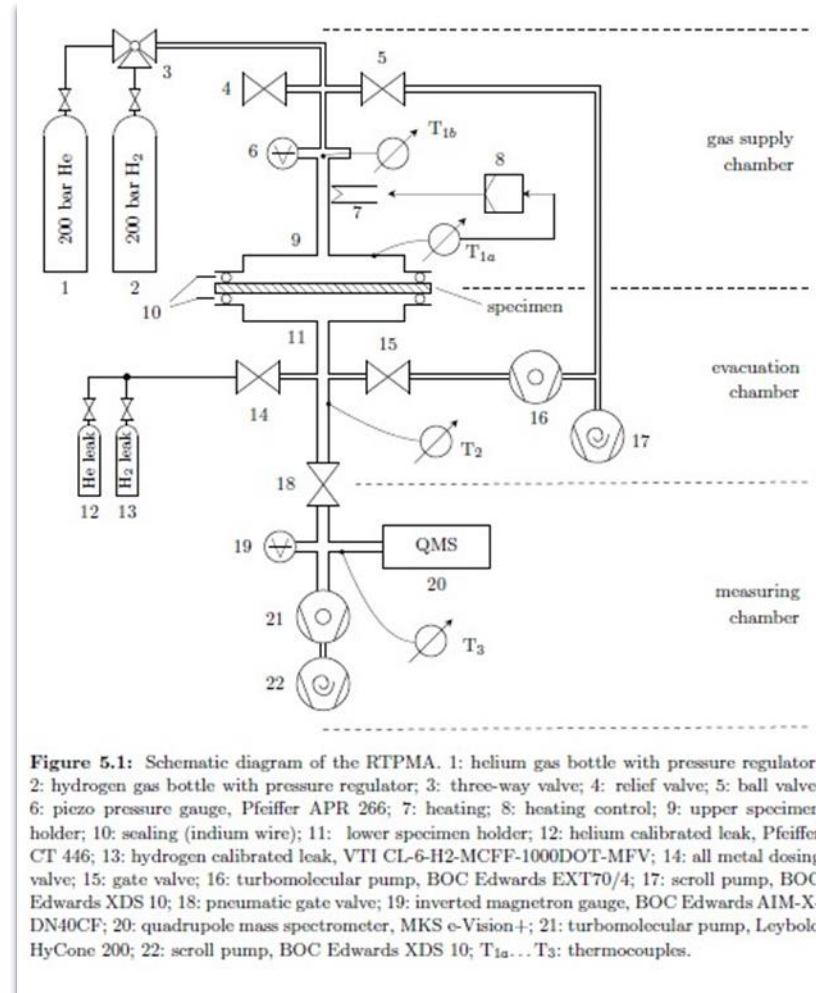 3
4
5
6
T1b
8
7
T1a
9
200 bar He
200 bar H2
1
2
10
specimen
gas supply
chamber
11
15
14
16
17
evacuation
chamber
He leak
H2 leak
12
13
T2
18
19
QMS
20
21
T3
22
measuring
chamber
Figure 5.1: Schematic diagram of the RTPMA. 1: helium gas bottle with pressure regulator
2: hydrogen gas bottle with pressure regulator; 3: three-way valve; 4: relief valve; 5: ball valve
6: piezo pressure gauge, Pfeiffer APR 266; 7: heating; 8: heating control; 9: upper specimen
holder; 10: sealing (indium wire); 11: lower specimen holder; 12: helium calibrated leak, Pfeiffer
CT 446; 13: hydrogen calibrated leak, VTI CL-6-H2-MCFF-1000DOT-MFV; 14: all metal dosing
valve; 15: gate valve; 16: turbomolecular pump, BOC Edwards EXT70/4; 17: scroll pump, BOC
Edwards XDS 10; 18: pneumatic gate valve; 19: inverted magnetron gauge, BOC Edwards AIM-X-
DN40CF; 20: quadrupole mass spectrometer, MKS e-Vision+; 21: turbomolecular pump, Leybold
HyCone 200; 22: scroll pump, BOC Edwards XDS 10; T1a...T3: thermocouples.